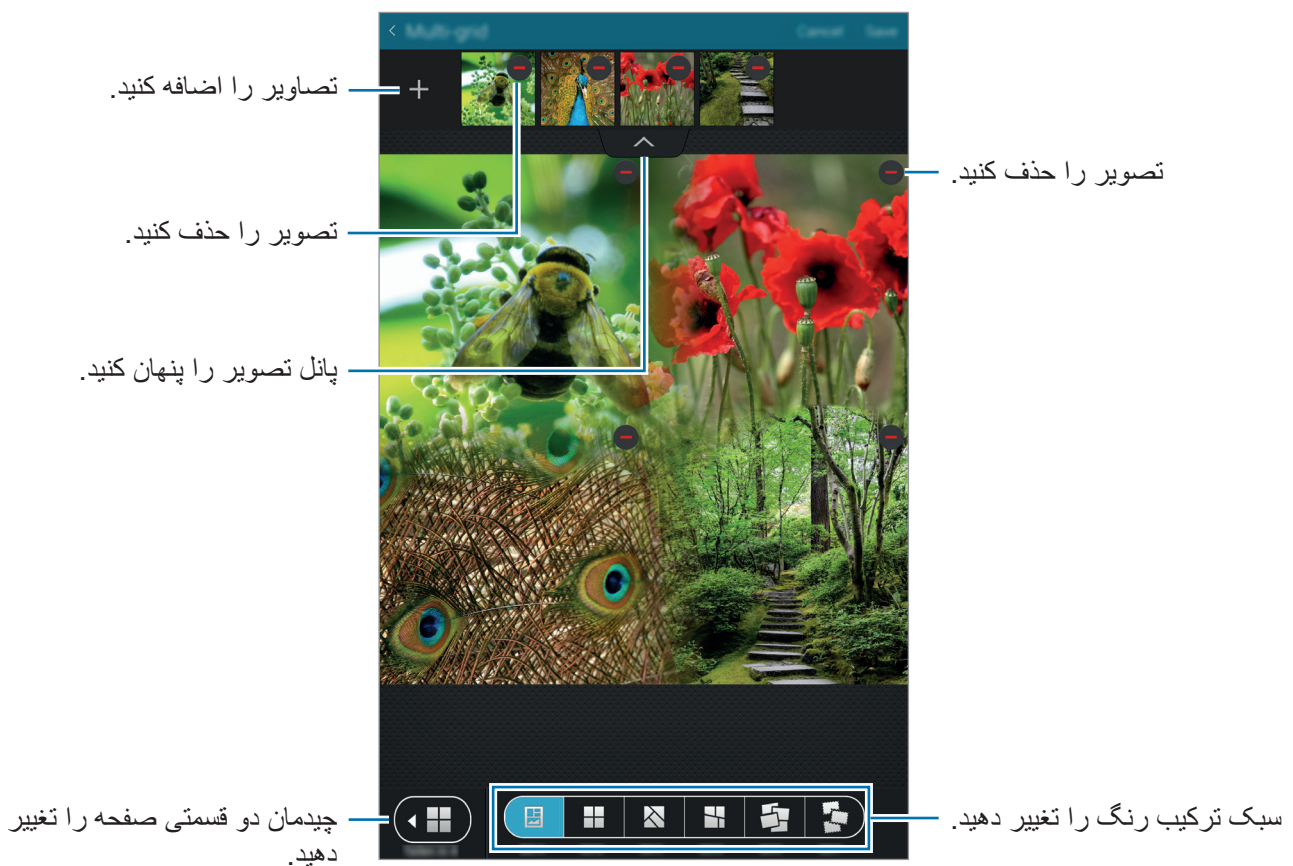 Multi-grid
Cancel Save
تصاویر را اضافه کنید.
تصویر را حذف کنید.
تصویر را حذف کنید.
پانل تصویر را پنهان کنید.
چیدمان دو قسمتی صفحه را تغییر
دهید.
سبک ترکیب رنگ را تغییر دهید.